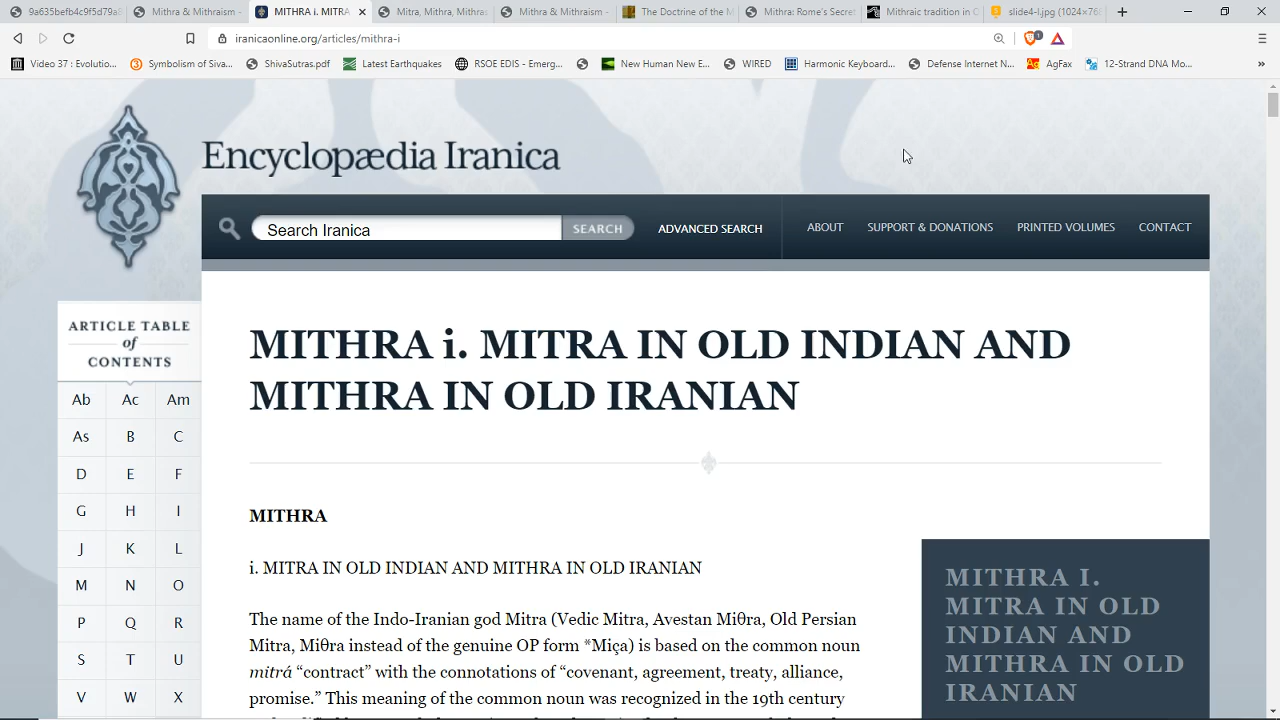 9a635befb4c9f5d79a8
Mithra & Mithraism -
MITHRA i. MITRA
Mitra, Mithra, Mithras
Mithra & Mithraism -
The Doctrine of the M
Mithra: Rome's Secret
Mithraic tradition in C
slide4-l.jpg (1024×768
iranicaonline.org/articles/mithra-i
1
Video 37 : Evolutio...
Symbolism of Siva...
ShivaSutras.pdf
Latest Earthquakes
RSOE EDIS - Emerg...
New Human New E...
WIRED
Harmonic Keyboard...
Defense Internet N...
AgFax
12-Strand DNA Mo...
»
Encyclopædia Iranica
Search Iranica
SEARCH
ADVANCED SEARCH
ABOUT
SUPPORT & DONATIONS
PRINTED VOLUMES
CONTACT
ARTICLE TABLE
of
CONTENTS
Ab Ac Am
As B C
D E F
G H I
J K L
M N O
P Q R
S T U
V W X
MITHRA i. MITRA IN OLD INDIAN AND
MITHRA IN OLD IRANIAN
MITHRA
i. MITRA IN OLD INDIAN AND MITHRA IN OLD IRANIAN
The name of the Indo-Iranian god Mitra (Vedic Mitra, Avestan Miθra, Old Persian
Mitra, Miθra instead of the genuine OP form *Miça) is based on the common noun
mitrá "contract" with the connotations of "covenant, agreement, treaty, alliance,
promise." This meaning of the common noun was recognized in the 19th century
MITHRA I.
MITRA IN OLD
INDIAN AND
MITHRA IN OLD
IRANIAN